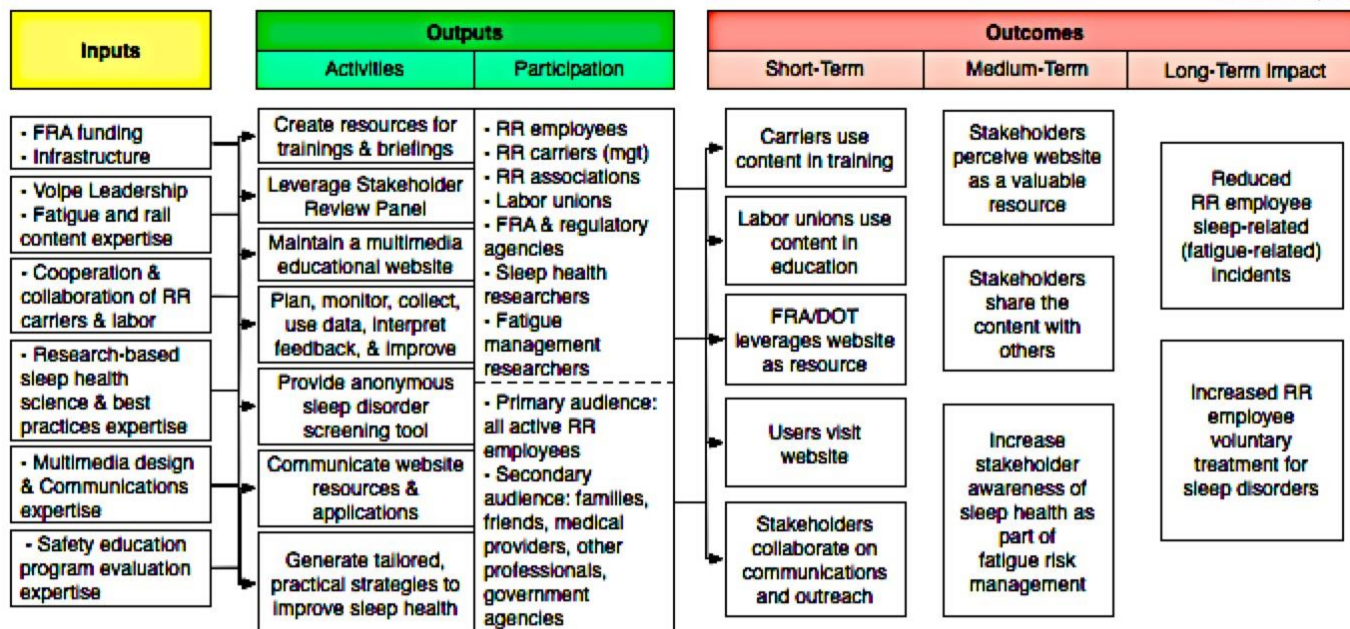 Inputs
Outputs
Activities
Participation
Outcomes
Short-Term
Medium-Term
Long-Term Impact
- FRA funding
- Infrastructure
- Volpe Leadership
- Fatigue and rail
content expertise
- Cooperation &
collaboration of RR
carriers & labor
- Research-based
sleep health
science & best
practices expertise
- Multimedia design
& Communications
expertise
- Safety education
program evaluation
expertise
Create resources for
trainings & briefings
Leverage Stakeholder
Review Panel
Maintain a multimedia
educational website
Plan, monitor, collect,
use data, interpret
feedback, & improve
Provide anonymous
sleep disorder
screening tool
Communicate website
resources &
applications
Generate tailored,
practical strategies to
improve sleep health
- RR employees
- RR carriers (mgt)
- RR associations
- Labor unions
- FRA & regulatory
agencies
- Sleep health
researchers
- Fatigue
management
researchers
- Primary audience:
all active RR
employees
- Secondary
audience: families,
friends, medical
providers, other
professionals,
government
agencies
Carriers use
content in training
Labor unions use
content in
education
FRA/DOT
leverages website
as resource
Users visit
website
Stakeholders
collaborate on
communications
and outreach
Stakeholders
perceive website
as a valuable
resource
Stakeholders
share the
content with
others
Increase
stakeholder
awareness of
sleep health as
part of
fatigue risk
management
Reduced
RR employee
sleep-related
(fatigue-related)
incidents
Increased RR
employee
voluntary
treatment for
sleep disorders